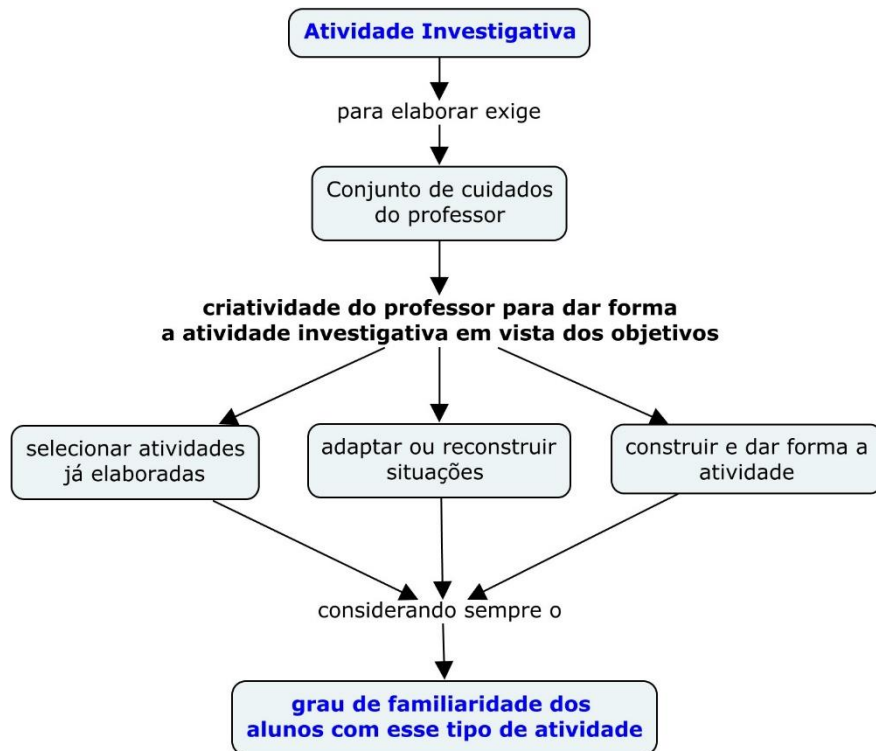 Atividade Investigativa
para elaborar exige
Conjunto de cuidados
do professor
criatividade do professor para dar forma
a atividade investigativa em vista dos objetivos
selecionar atividades
já elaboradas
adaptar ou reconstruir
situações
construir e dar forma a
atividade
considerando sempre o
grau de familiaridade dos
alunos com esse tipo de atividade